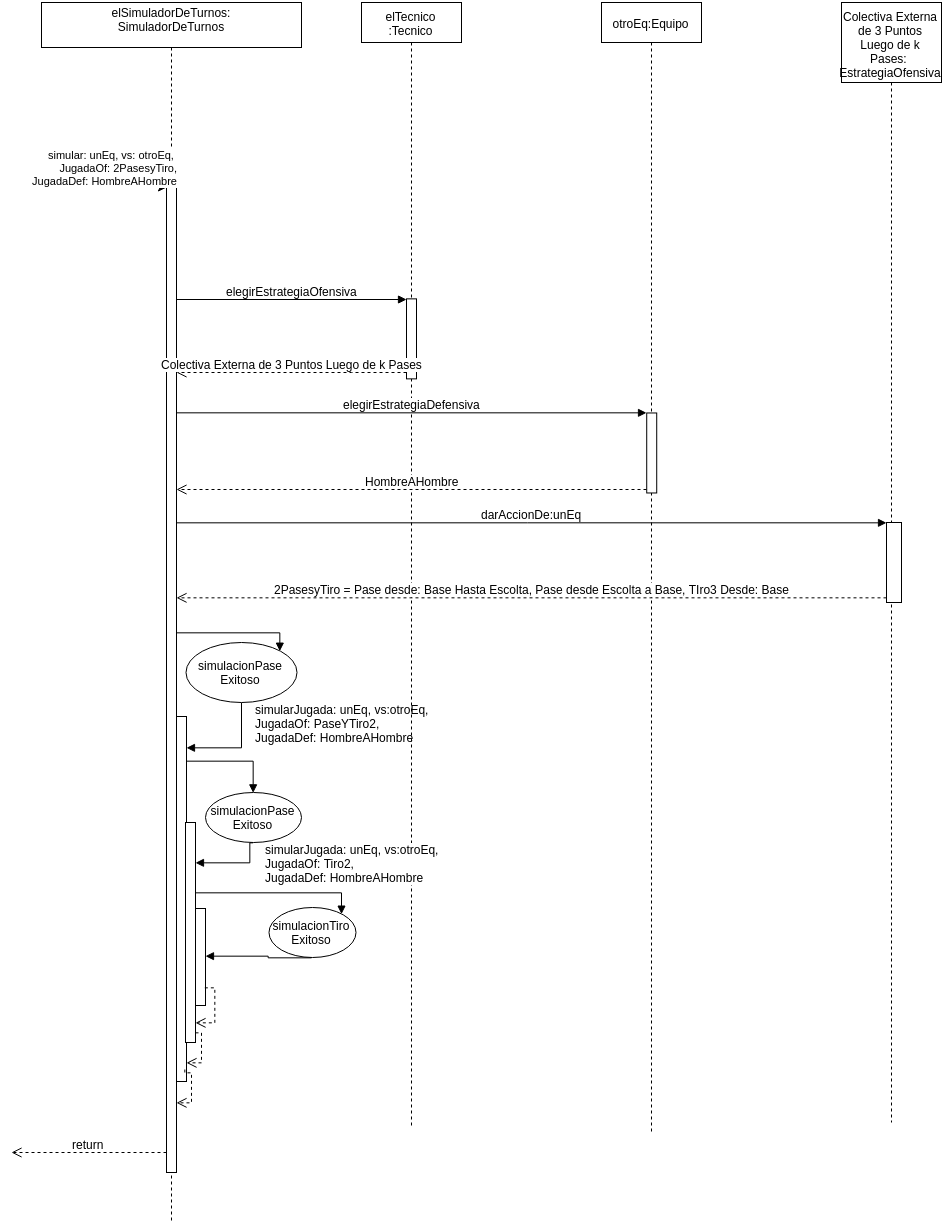 elSimuladorDeTurnos:
SimuladorDeTurnos
elTecnico
:Tecnico
otroEq:Equipo
Colectiva Externa
de 3 Puntos
Luego de k
Pases:
EstrategiaOfensiva
simular: unEq, vs: otroEq,
JugadaOf: 2PasesyTiro,
JugadaDef: HombreAHombre
elegirEstrategiaOfensiva
Colectiva Externa de 3 Puntos Luego de k Pases
elegirEstrategiaDefensiva
HombreAHombre
darAccionDe:unEq
2PasesyTiro = Pase desde: Base Hasta Escolta, Pase desde Escolta a Base, TIro3 Desde: Base
simulacionPase
Exitoso
simularJugada: unEq, vs:otroEq,
JugadaOf: PaseYTiro2,
JugadaDef: HombreAHombre
simulacionPase
Exitoso
simularJugada: unEq, vs:otroEq,
JugadaOf: Tiro2,
JugadaDef: HombreAHombre
simulacionTiro
Exitoso
return